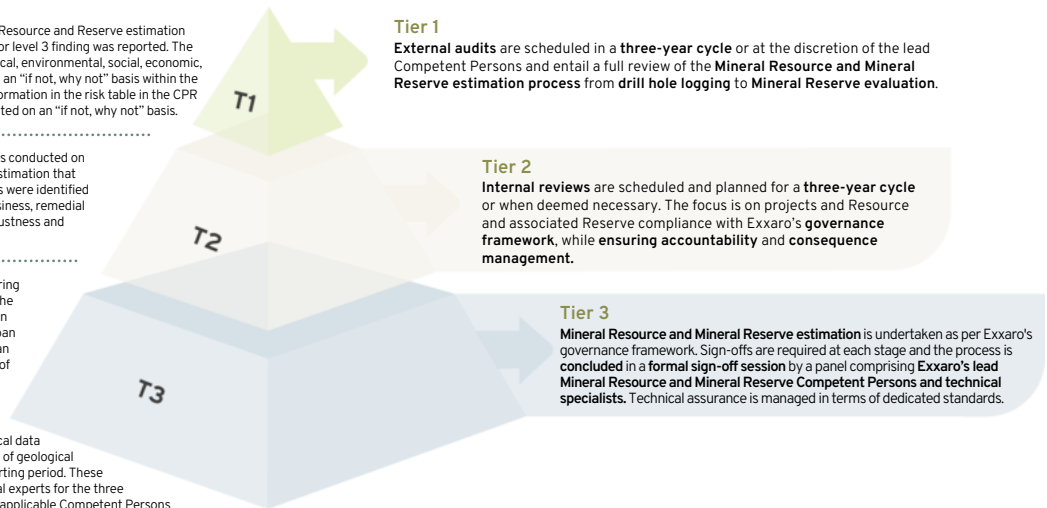 Resource and Reserve estimation
or level 3 finding was reported. The
cal, environmental, social, economic,
an “if not, why not” basis within the
formation in the risk table in the CPR
ted on an “if not, why not” basis.
s conducted on
stimation that
s were identified
siness, remedial
ustness and
ring
he
n
oan
an
of
cal data
of geological
rting period. These
al experts for the three
applicable Competent Persons
T1
T2
T3
Tier 1
External audits are scheduled in a three-year cycle or at the discretion of the lead
Competent Persons and entail a full review of the Mineral Resource and Mineral
Reserve estimation process from drill hole logging to Mineral Reserve evaluation.
Tier 2
Internal reviews are scheduled and planned for a three-year cycle
or when deemed necessary. The focus is on projects and Resource
and associated Reserve compliance with Exxaro’s governance
framework, while ensuring accountability and consequence
management.
Tier 3
Mineral Resource and Mineral Reserve estimation is undertaken as per Exxaro's
governance framework. Sign-offs are required at each stage and the process is
concluded in a formal sign-off session by a panel comprising Exxaro’s lead
Mineral Resource and Mineral Reserve Competent Persons and technical
specialists. Technical assurance is managed in terms of dedicated standards.